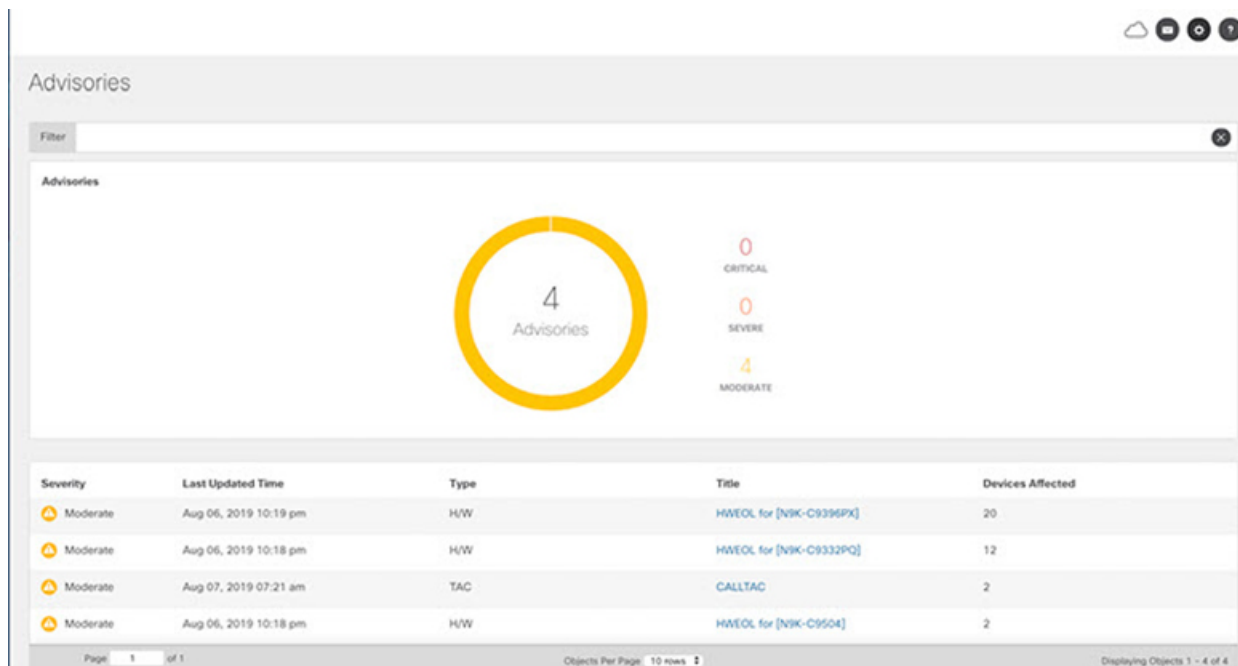 Advisories
Filter
Advisories
4
Advisories
0
CRITICAL
0
SEVERE
4
MODERATE
Severity Last Updated Time Type Title Devices Affected
Moderate Aug 06, 2019 10:19 pm H/W HWEOL for [N9K-C9396PX] 20
Moderate Aug 06, 2019 10:18 pm H/W HWEOL for [N9K-C9332PQ] 12
Moderate Aug 07, 2019 07:21 am TAC CALLTAC 2
Moderate Aug 06, 2019 10:18 pm H/W HWEOL for [N9K-C9504] 2
Page 1 of 1 Objects Per Page 10 rows Displaying Objects 1 - 4 of 4